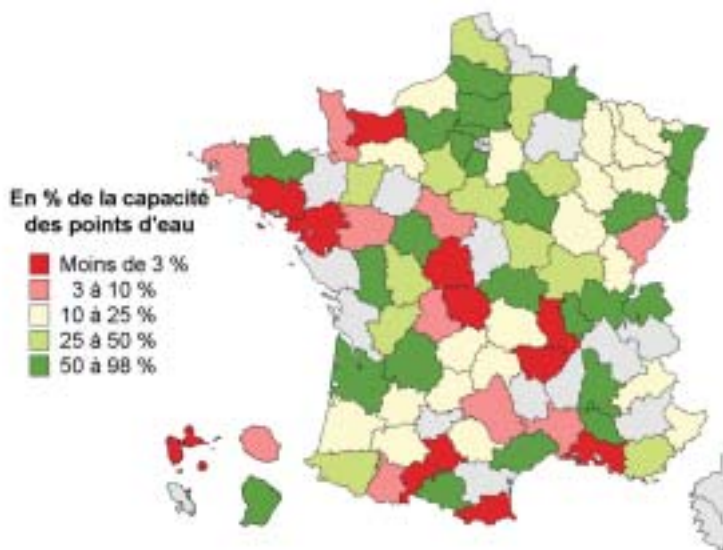 En % de la capacité
des points d'eau
Moins de 3 %
3 à 10 %
10 à 25 %
25 à 50 %
50 à 98 %